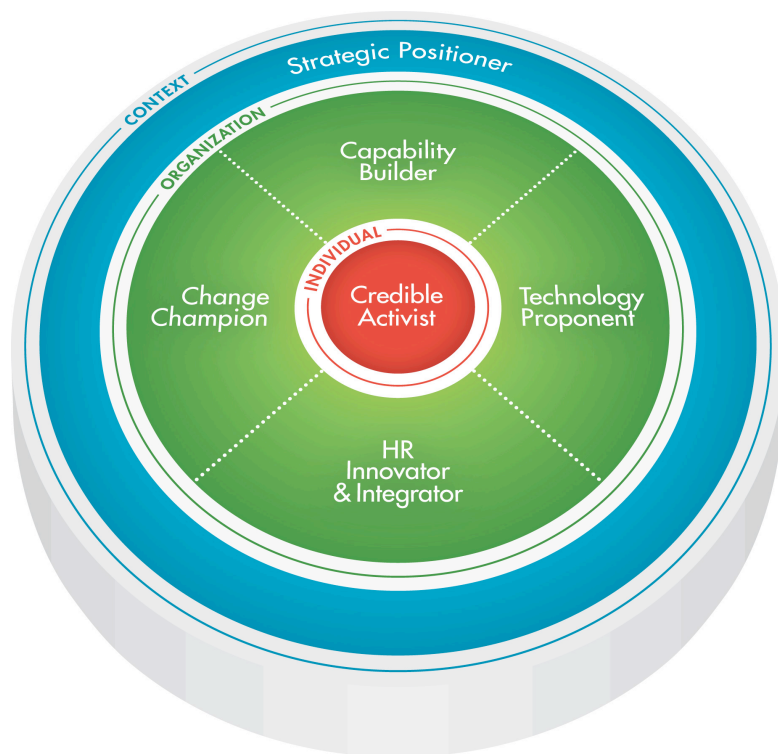 CONTEXT
Strategic Positioner
ORGANIZATION
Capability
Builder
INDIVIDUAL
Change
Champion
Credible
Activist
Technology
Proponent
HR
Innovator
& Integrator